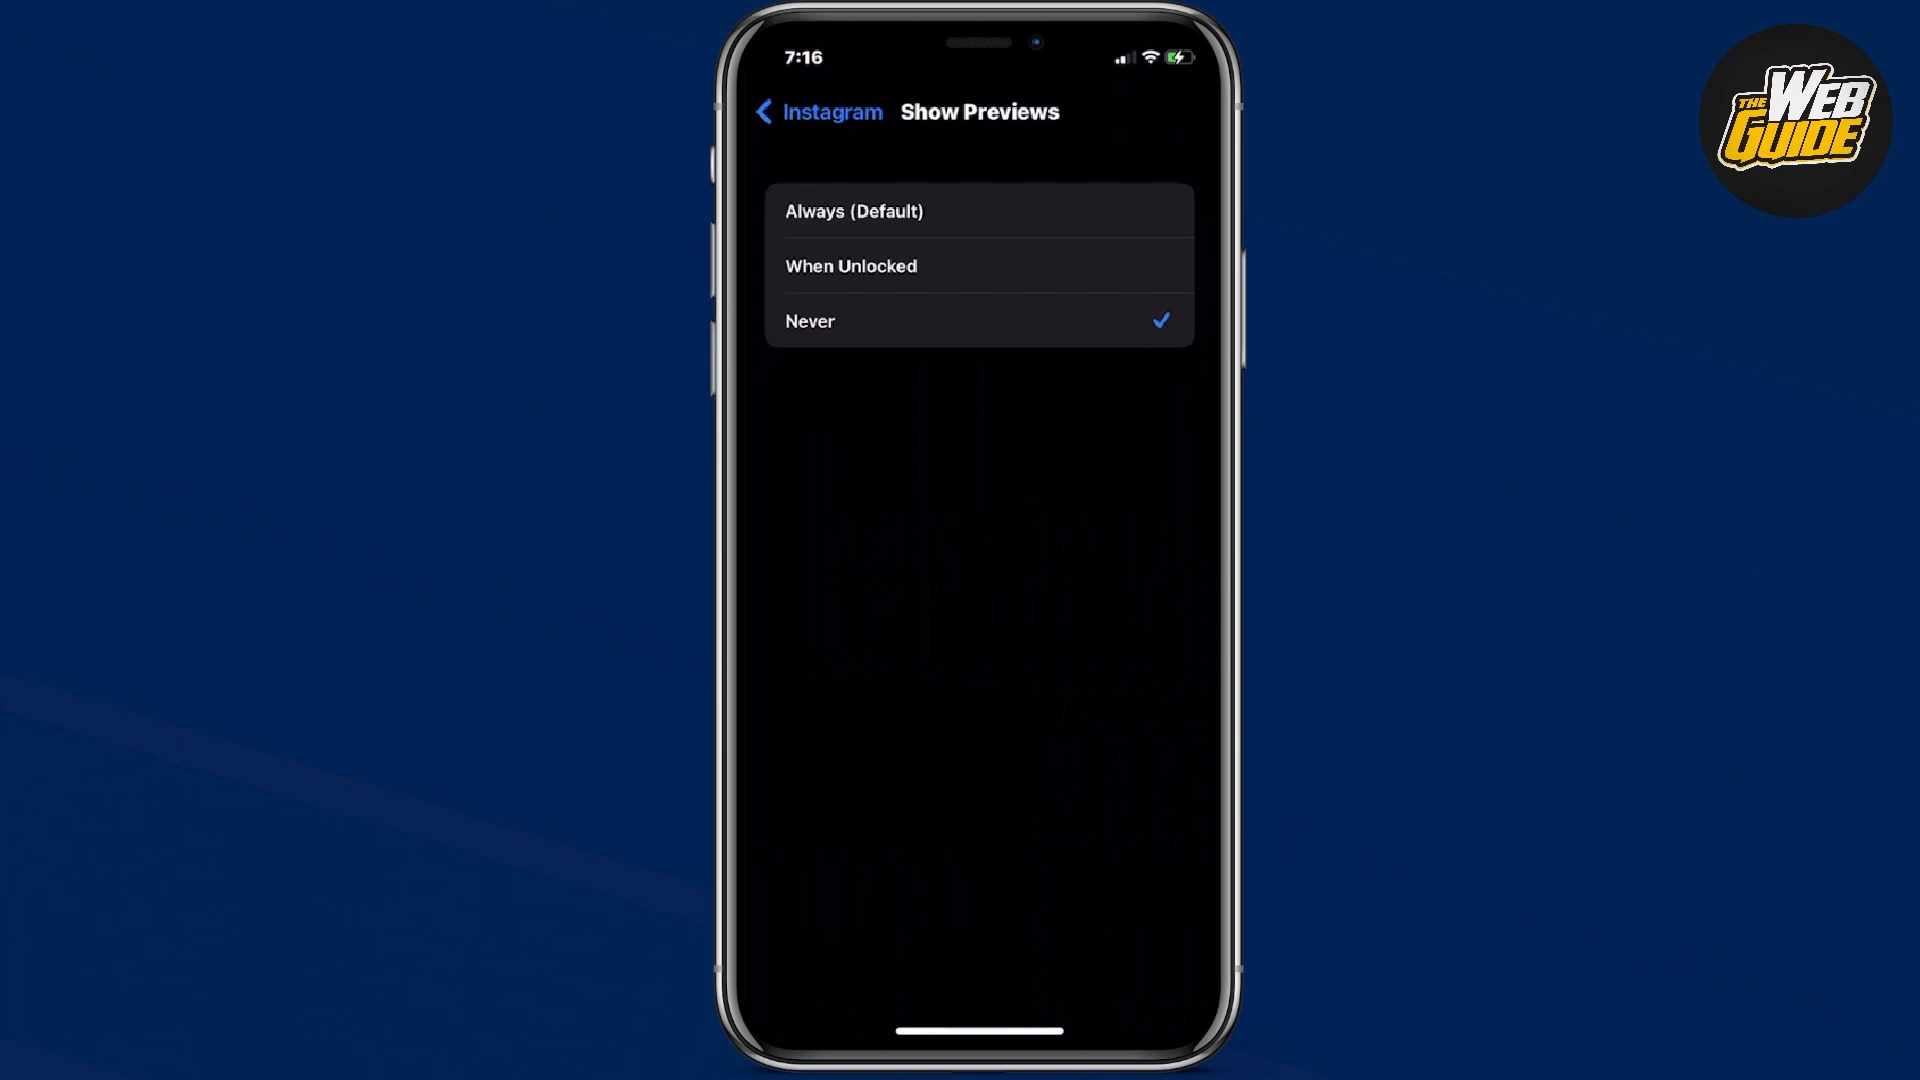 7:16
Instagram Show Previews
Always (Default)
When Unlocked
Never
THE WEB
GUIDE